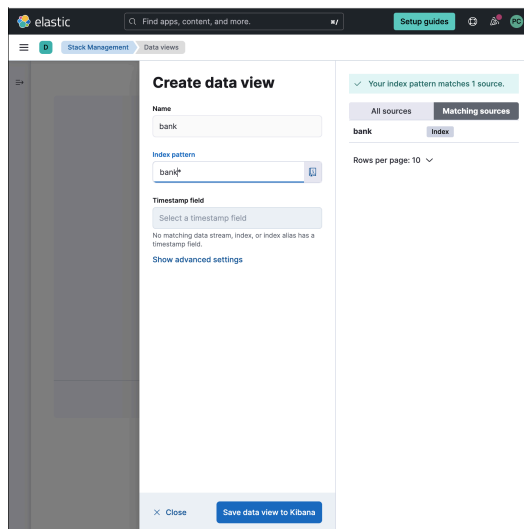 elastic
Find apps, content, and more.
⌘/
Setup guides
PC
D
Stack Management
Data views
Create data view
Name
bank
Index pattern
bank*
Timestamp field
Select a timestamp field
No matching data stream, index, or index alias has a
timestamp field.
Show advanced settings
× Close
Save data view to Kibana
✓ Your index pattern matches 1 source.
All sources
Matching sources
bank
Index
Rows per page: 10